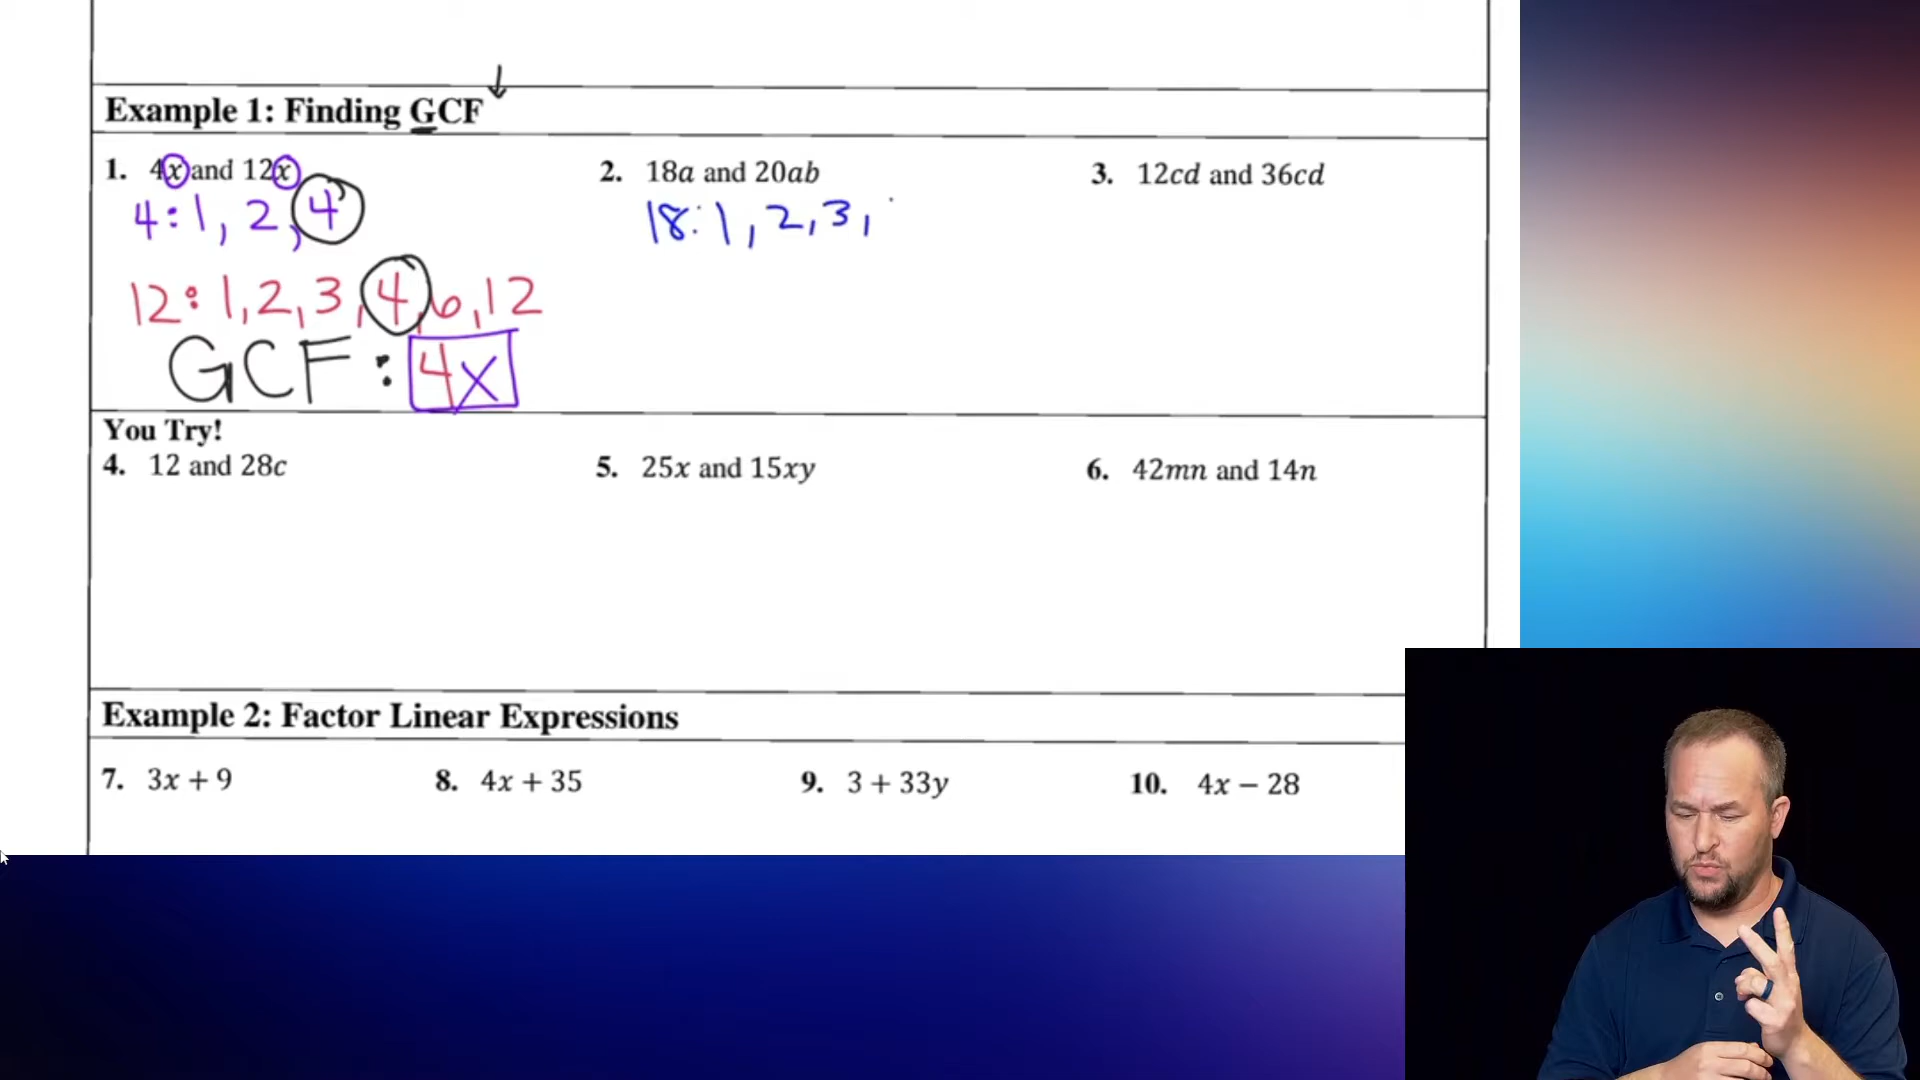 Example 1: Finding GCF
1. 4x and 12x
4: 1, 2, 4
12: 1, 2, 3, 4, 6, 12
GCF: 4x
2. 18a and 20ab
18: 1, 2, 3,
3. 12cd and 36cd
You Try!
4. 12 and 28c
5. 25x and 15xy
6. 42mn and 14n
Example 2: Factor Linear Expressions
7. 3x + 9
8. 4x + 35
9. 3 + 33y
10. 4x − 28